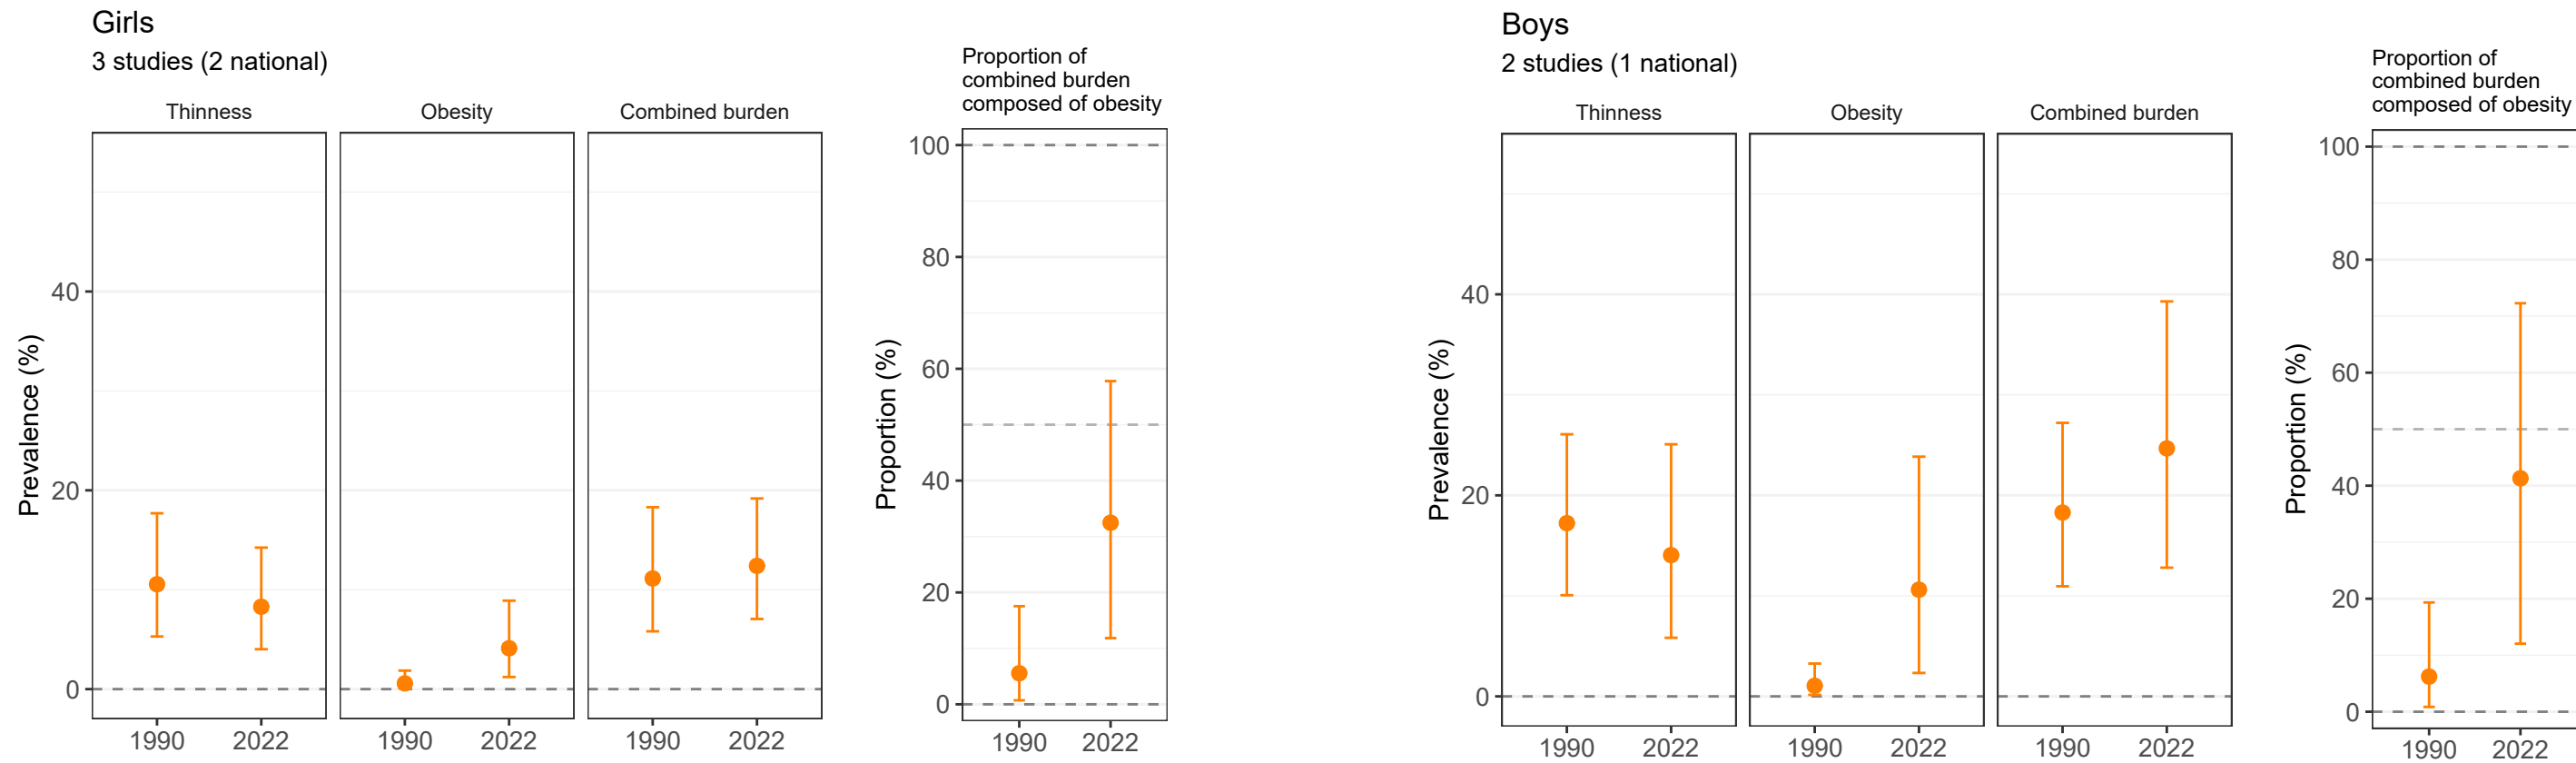 Girls
3 studies (2 national)
Thinness
Obesity
Combined burden
Prevalence (%)
40
20
0
1990
2022
1990
2022
1990
2022
Proportion of
combined burden
composed of obesity
Proportion (%)
100
80
60
40
20
0
1990
2022
Boys
2 studies (1 national)
Thinness
Obesity
Combined burden
Prevalence (%)
40
20
0
1990
2022
1990
2022
1990
2022
Proportion of
combined burden
composed of obesity
Proportion (%)
100
80
60
40
20
0
1990
2022